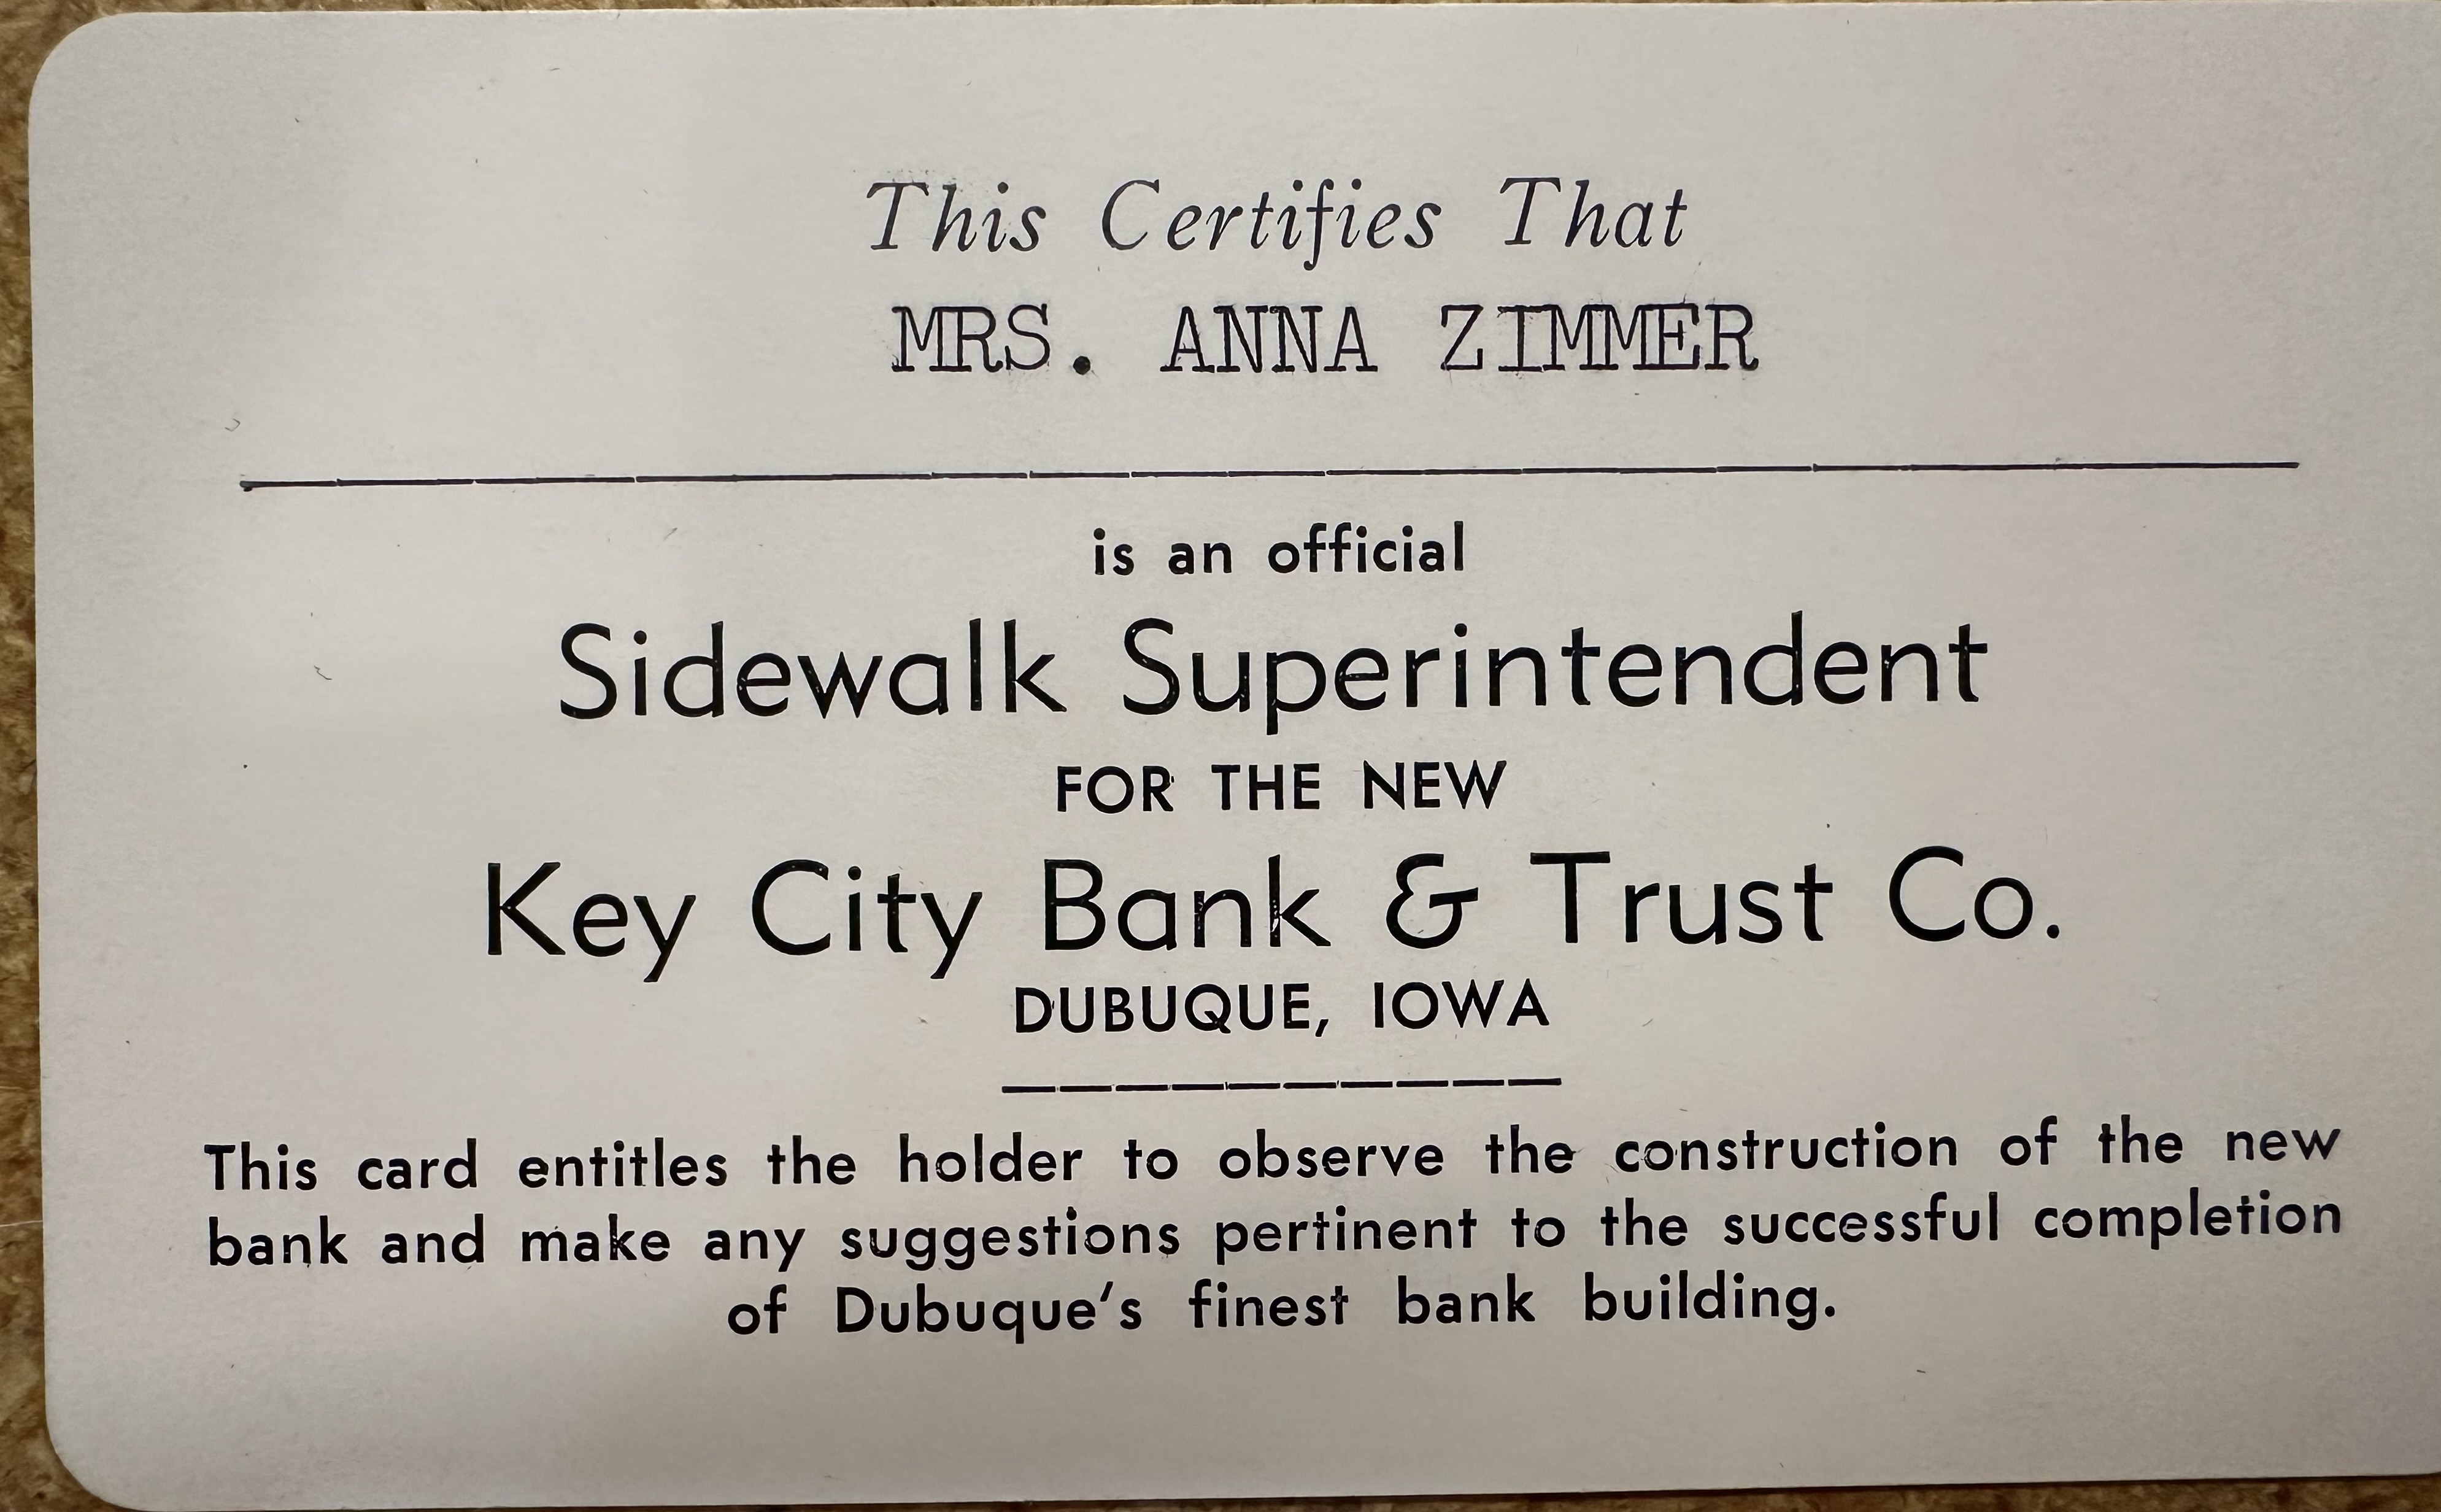 This Certifies That
MRS. ANNA ZIMMER
is an official
Sidewalk Superintendent
FOR THE NEW
Key City Bank & Trust Co.
DUBUQUE, IOWA
This card entitles the holder to observe the construction of the new
bank and make any suggestions pertinent to the successful completion
of Dubuque's finest bank building.